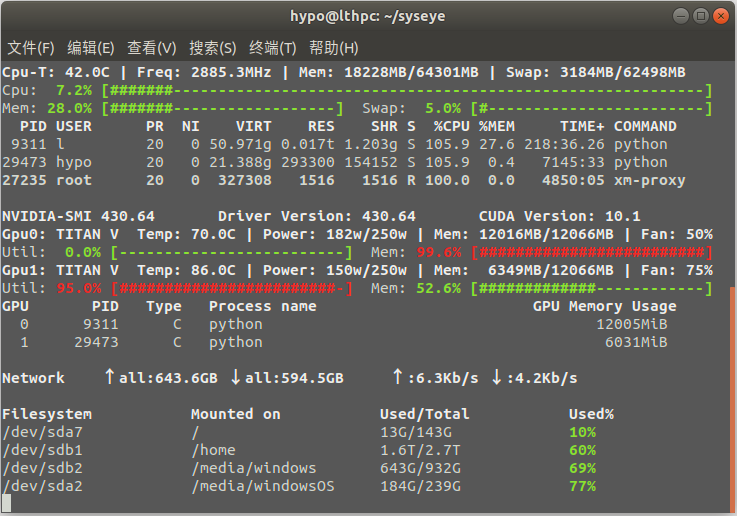 hypo@lthpc: ~/syseye
文件(F) 编辑(E) 查看(V) 搜索(S) 终端(T) 帮助(H)
Cpu-T: 42.0C | Freq: 2885.3MHz | Mem: 18228MB/64301MB | Swap: 3184MB/62498MB
Cpu:  7.2% [#######-----------------------------------------------------------]
Mem: 28.0% [#######------------------]  Swap:  5.0% [#------------------------]
PID USER PR NI VIRT RES SHR S %CPU %MEM TIME+ COMMAND
9311 l 20 0 50.971g 0.017t 1.203g S 105.9 27.6 218:36.26 python
29473 hypo 20 0 21.388g 293300 154152 S 105.9 0.4 7145:33 python
27235 root 20 0 327308 1516 1516 R 100.0 0.0 4850:05 xm-proxy
NVIDIA-SMI 430.64 Driver Version: 430.64 CUDA Version: 10.1
Gpu0: TITAN V Temp: 70.0C | Power: 182w/250w | Mem: 12016MB/12066MB | Fan: 50%
Util:  0.0% [-------------------------]  Mem: 99.6% [#########################]
Gpu1: TITAN V Temp: 86.0C | Power: 150w/250w | Mem: 6349MB/12066MB | Fan: 75%
Util: 95.0% [########################-]  Mem: 52.6% [#############------------]
GPU PID Type Process name GPU Memory Usage
0 9311 C python 12005MiB
1 29473 C python 6031MiB
Network ↑all:643.6GB ↓all:594.5GB ↑:6.3Kb/s ↓:4.2Kb/s
Filesystem Mounted on Used/Total Used%
/dev/sda7 / 13G/143G 10%
/dev/sdb1 /home 1.6T/2.7T 60%
/dev/sdb2 /media/windows 643G/932G 69%
/dev/sda2 /media/windowsOS 184G/239G 77%